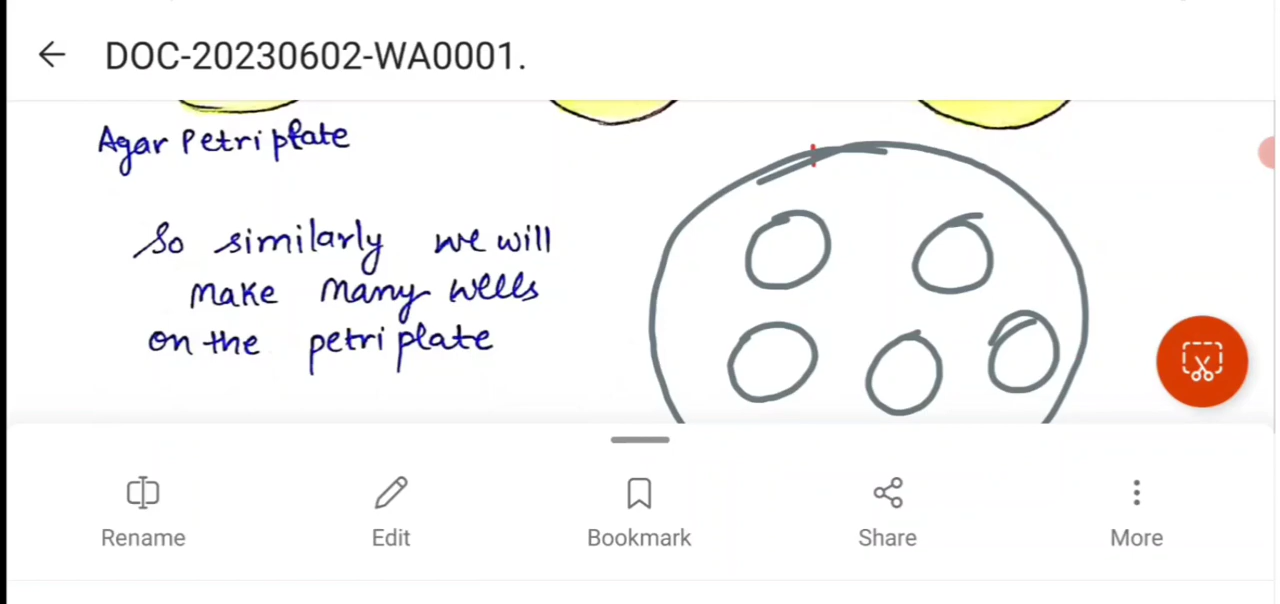 DOC-20230602-WA0001.
Agar Petri plate
So similarly we will
make many wells
on the petri plate
Rename
Edit
Bookmark
Share
More